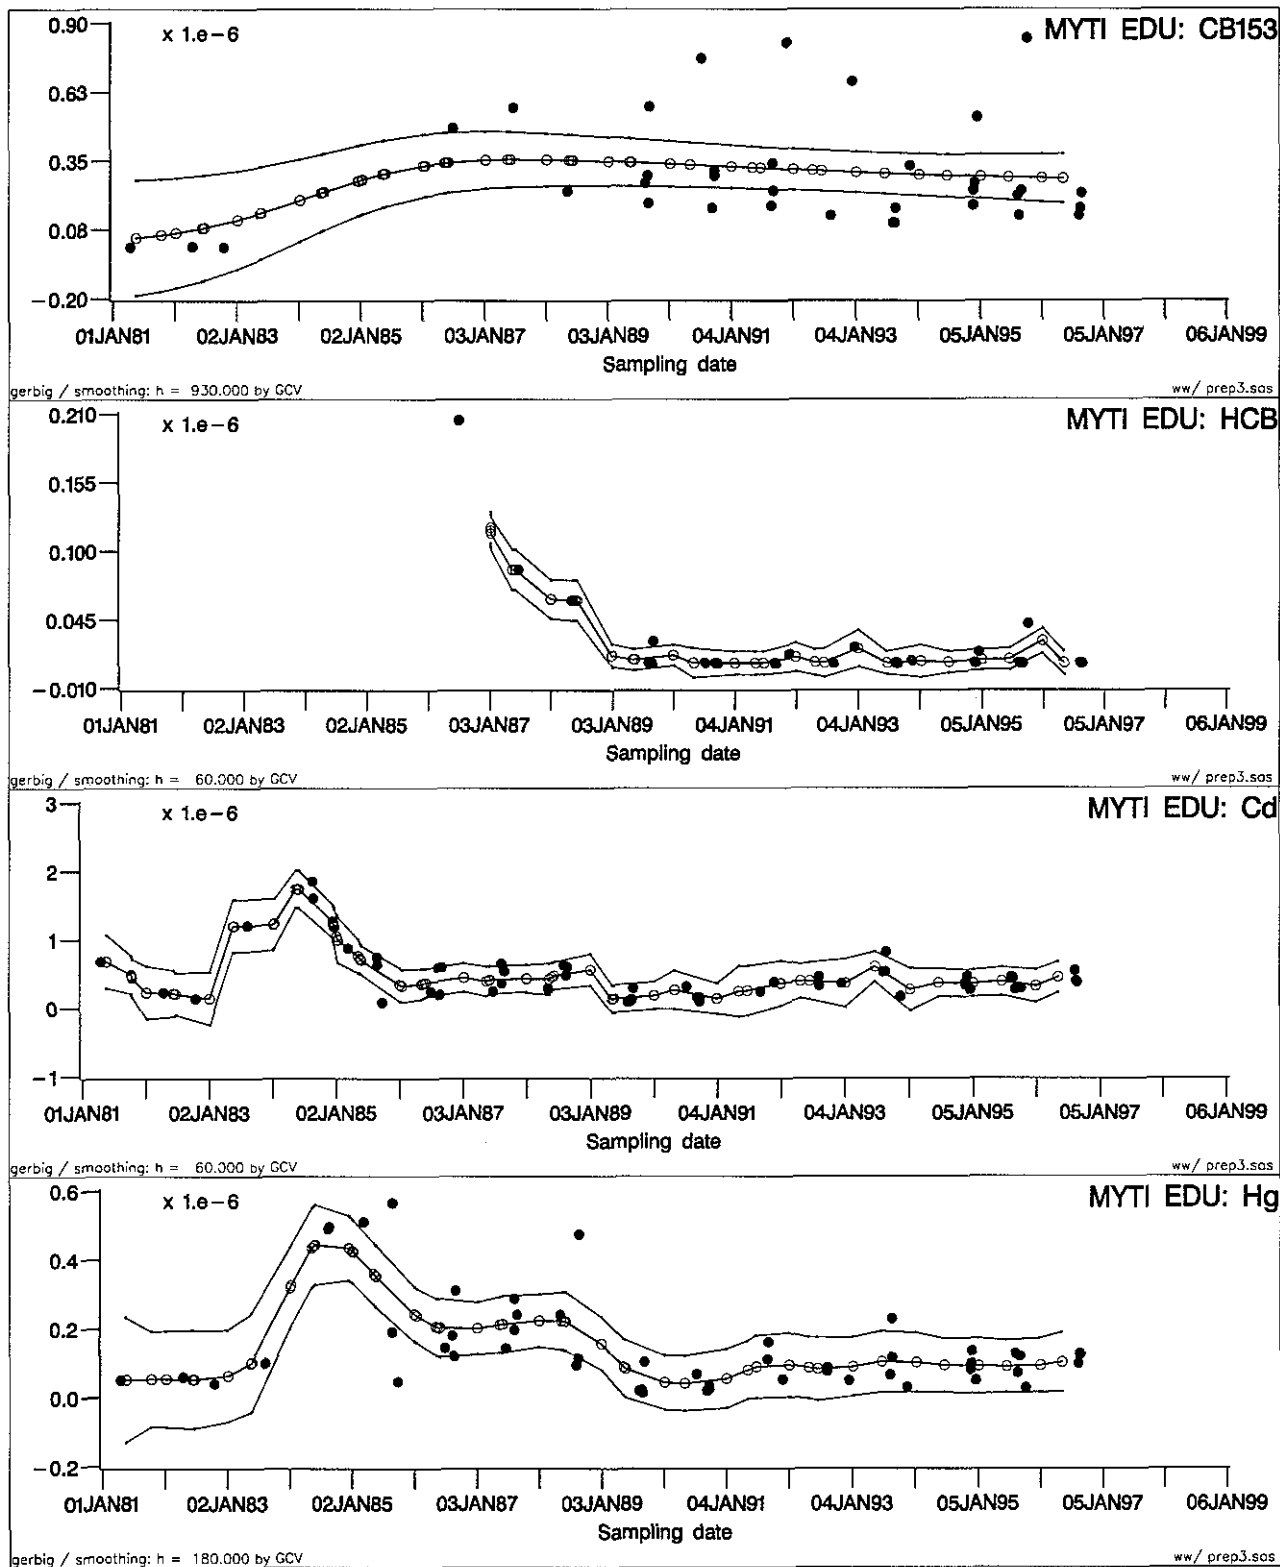 0.90
x 1.e-6
MYTI EDU: CB153
0.63
0.35
0.08
-0.20
01JAN81 02JAN83 02JAN85 03JAN87 03JAN89 04JAN91 04JAN93 05JAN95 05JAN97 06JAN99
Sampling date
gerbig / smoothing: h = 930.000 by GCV
ww/ prep3.sas
0.210
x 1.e-6
MYTI EDU: HCB
0.155
0.100
0.045
-0.010
01JAN81 02JAN83 02JAN85 03JAN87 03JAN89 04JAN91 04JAN93 05JAN95 05JAN97 06JAN99
Sampling date
gerbig / smoothing: h = 60.000 by GCV
ww/ prep3.sas
3
x 1.e-6
MYTI EDU: Cd
2
1
0
-1
01JAN81 02JAN83 02JAN85 03JAN87 03JAN89 04JAN91 04JAN93 05JAN95 05JAN97 06JAN99
Sampling date
gerbig / smoothing: h = 60.000 by GCV
ww/ prep3.sas
0.6
x 1.e-6
MYTI EDU: Hg
0.4
0.2
0.0
-0.2
01JAN81 02JAN83 02JAN85 03JAN87 03JAN89 04JAN91 04JAN93 05JAN95 05JAN97 06JAN99
Sampling date
gerbig / smoothing: h = 180.000 by GCV
ww/ prep3.sas